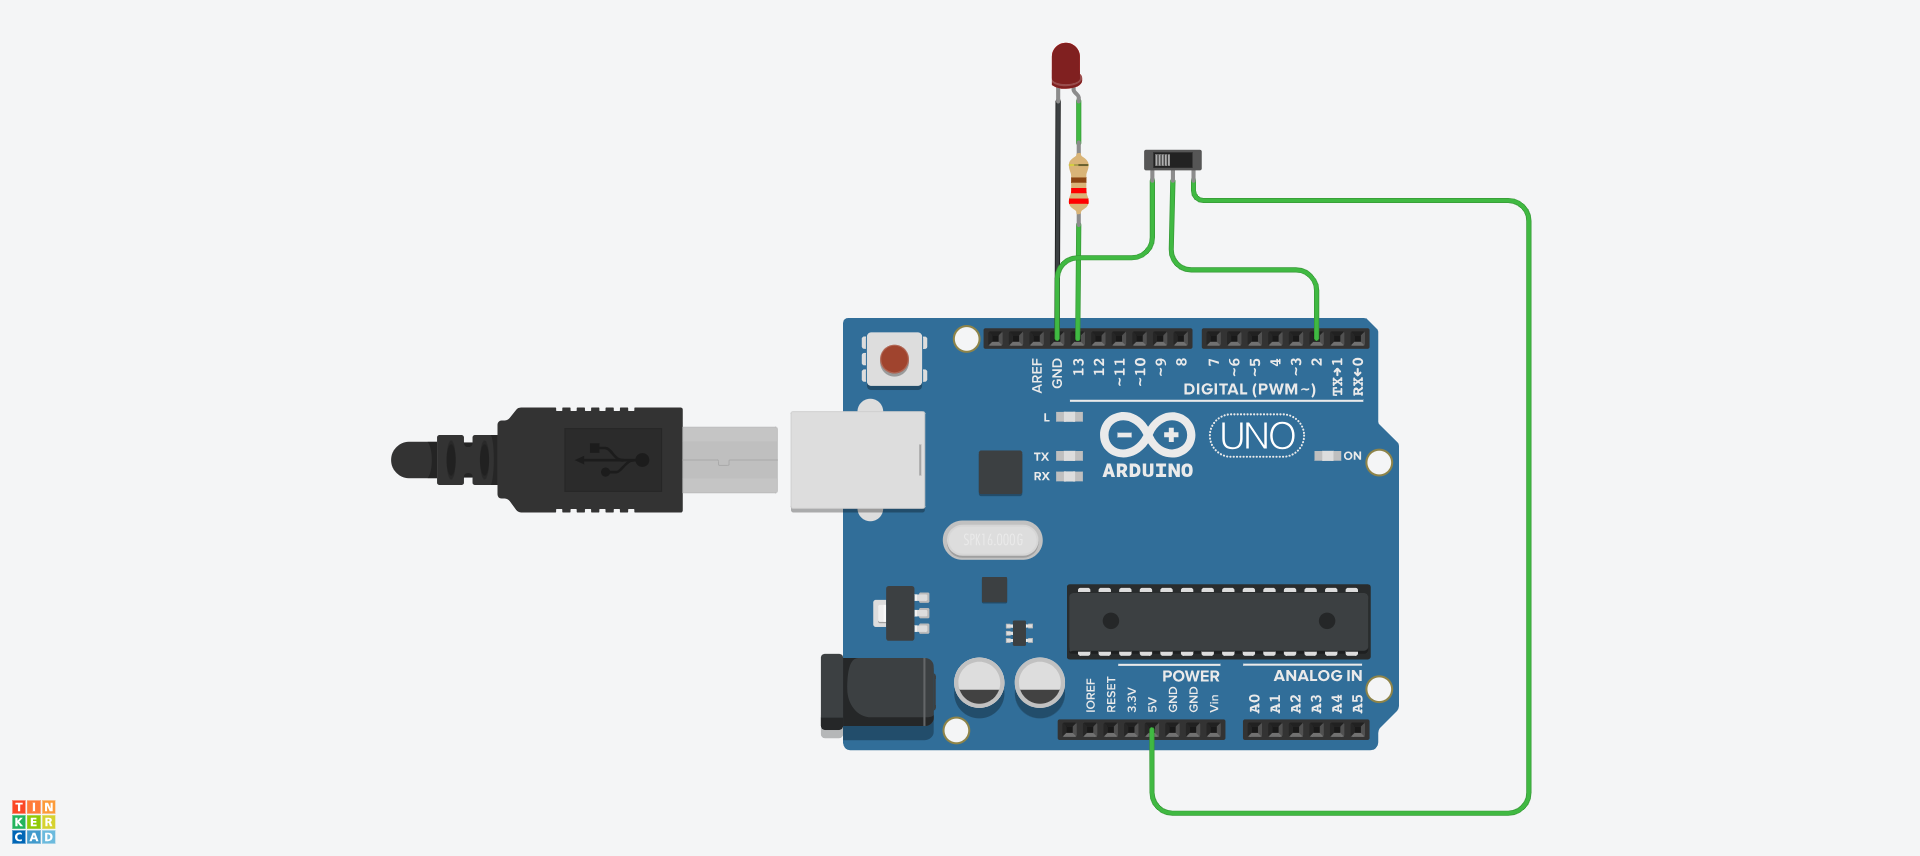 AREF
GND
13
12
~11
~10
~9
8
7
~6
~5
4
~3
2
TX→1
RX←0
DIGITAL (PWM~)
L
TX
RX
ARDUINO
UNO
ON
SPKT6.000G
POWER
ANALOG IN
IOREF
RESET
3.3V
5V
GND
GND
Vin
A0
A1
A2
A3
A4
A5
TIN
KER
CAD